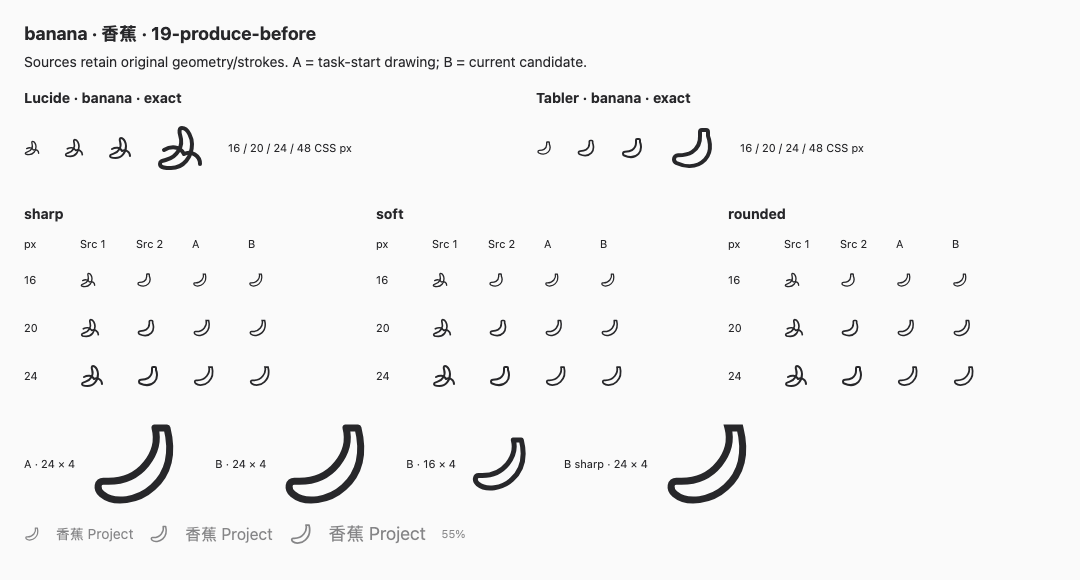 banana · 香蕉 · 19-produce-before
Sources retain original geometry/strokes. A = task-start drawing; B = current candidate.
Lucide · banana · exact
Tabler · banana · exact
16 / 20 / 24 / 48 CSS px
16 / 20 / 24 / 48 CSS px
sharp
soft
rounded
px Src 1 Src 2 A B
px Src 1 Src 2 A B
px Src 1 Src 2 A B
16
16
16
20
20
20
24
24
24
A · 24 × 4
B · 24 × 4
B · 16 × 4
B sharp · 24 × 4
香蕉 Project
香蕉 Project
香蕉 Project
55%